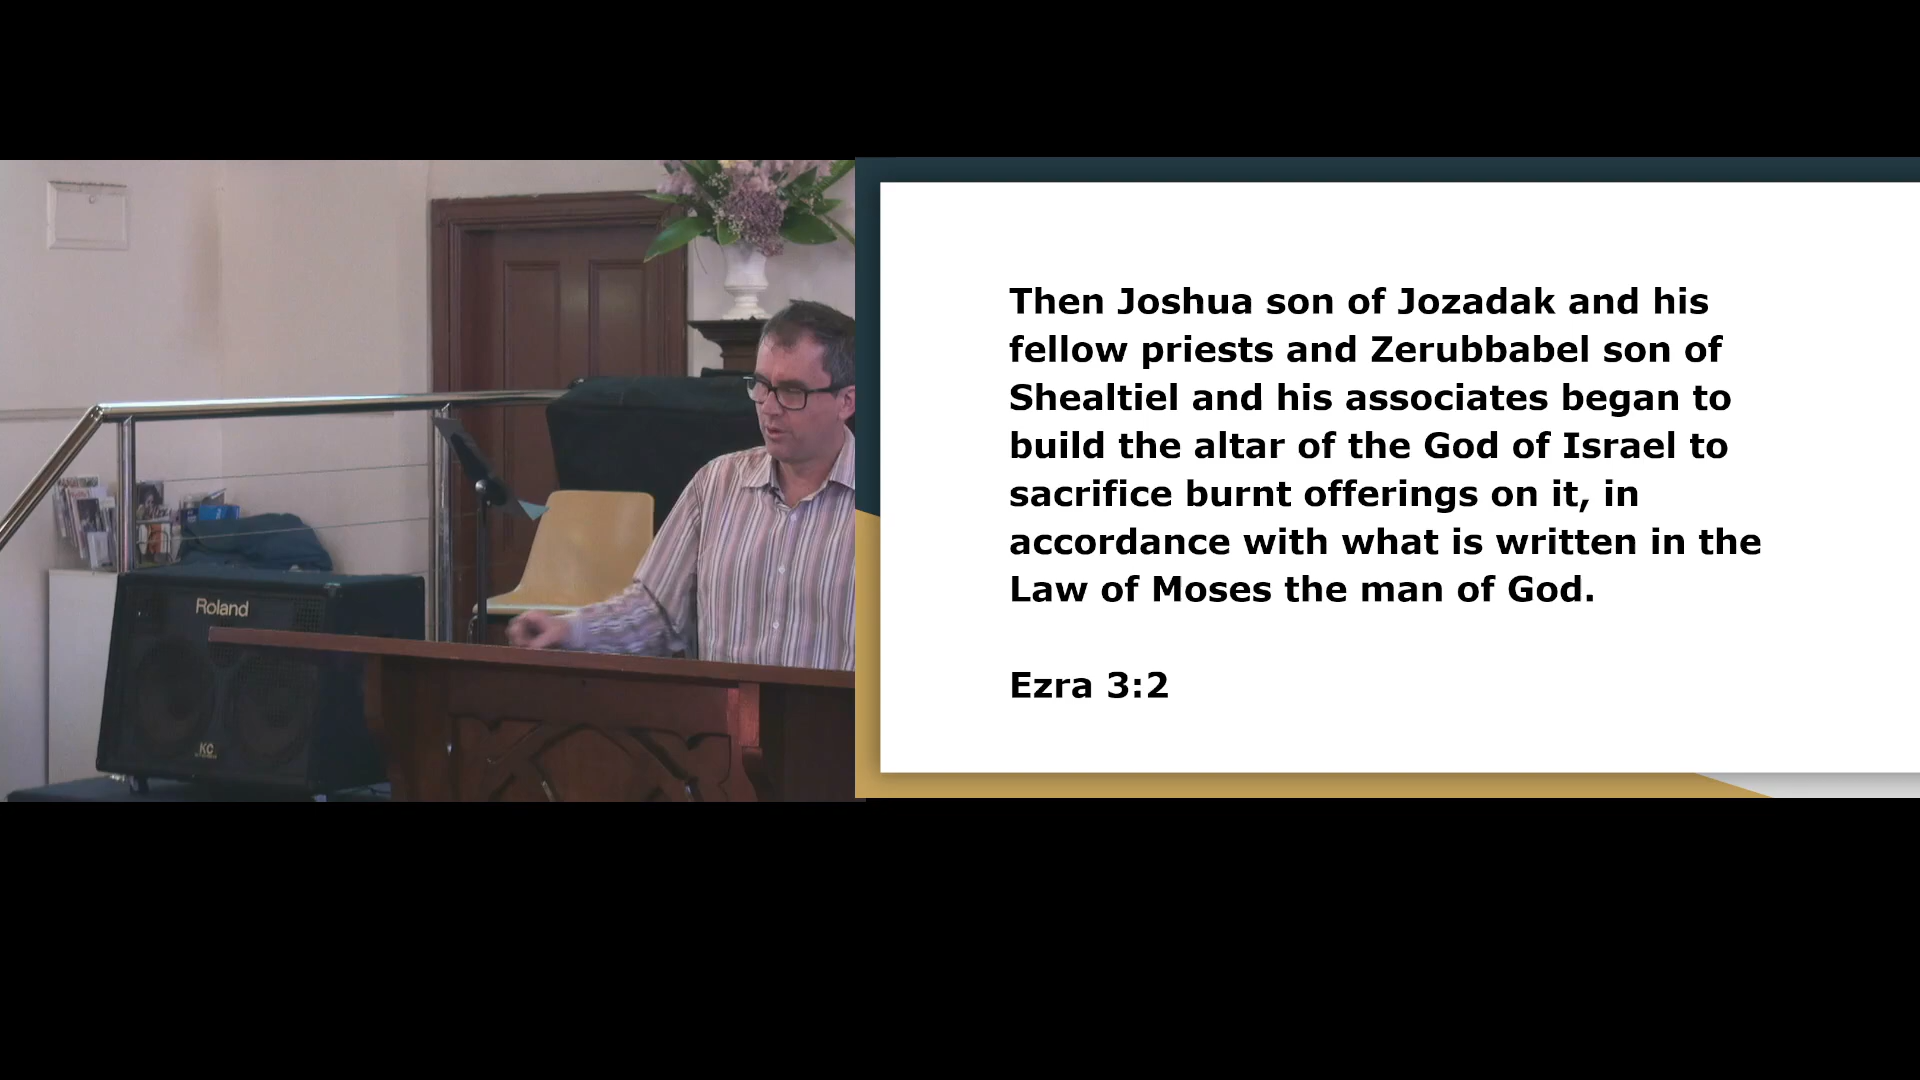 Roland
KC
Then Joshua son of Jozadak and his
fellow priests and Zerubbabel son of
Shealtiel and his associates began to
build the altar of the God of Israel to
sacrifice burnt offerings on it, in
accordance with what is written in the
Law of Moses the man of God.
Ezra 3:2